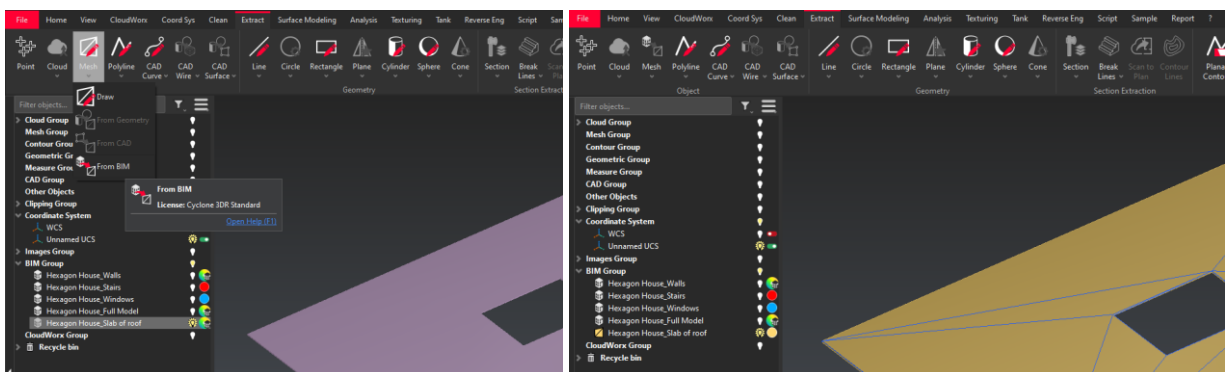 File Home View CloudWorx Coord Sys Clean Extract Surface Modeling Analysis Texturing Tank Reverse Eng Script
Point Cloud Mesh Polyline CAD Curve CAD Wire CAD Surface Line Circle Rectangle Plane Cylinder Sphere Cone Section Break Lines
Geometry Section
Draw
From Geometry
From CAD
From BIM
Filter objects...
Cloud Group
Mesh Group
Contour
Geometric
Measure
CAD Group
Other Objects
Clipping Group
Coordinate System
WCS
Unnamed UCS
Images Group
BIM Group
Hexagon House_Walls
Hexagon House_Stairs
Hexagon House_Windows
Hexagon House_Full Model
Hexagon House_Slab of roof
CloudWorx Group
Recycle bin
From BIM
License: Cyclone 3DR Standard
Open Help (F1)
File Home View CloudWorx Coord Sys Clean Extract Surface Modeling Analysis Texturing Tank Reverse Eng Script Sample Report ?
Point Cloud Mesh Polyline CAD Curve CAD Wire CAD Surface Line Circle Rectangle Plane Cylinder Sphere Cone Section Break Lines Scan to Plan Contour Lines
Object Geometry Section Extraction
Filter objects...
Cloud Group
Mesh Group
Contour Group
Geometric Group
Measure Group
CAD Group
Other Objects
Clipping Group
Coordinate System
WCS
Unnamed UCS
Images Group
BIM Group
Hexagon House_Walls
Hexagon House_Stairs
Hexagon House_Windows
Hexagon House_Full Model
Hexagon House_Slab of roof
CloudWorx Group
Recycle bin